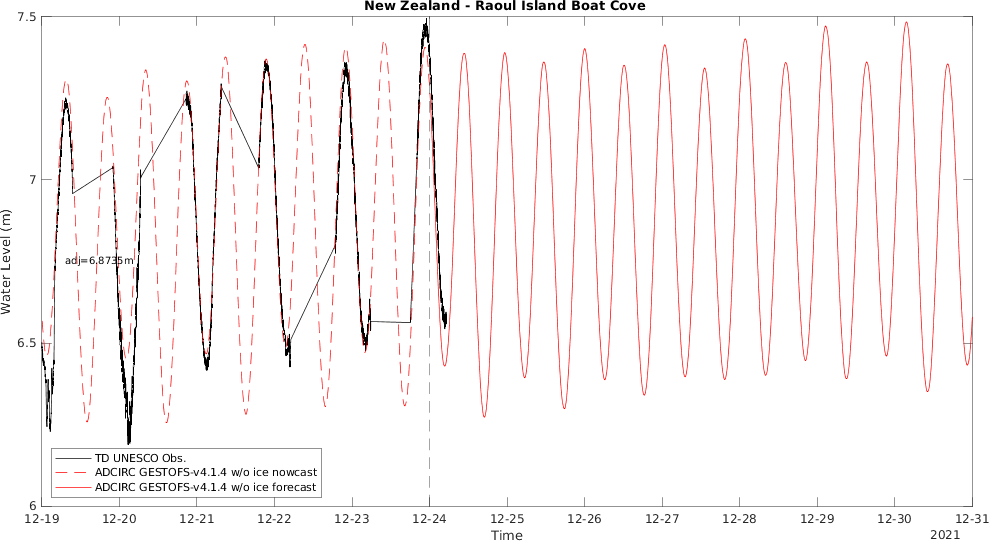 New Zealand - Raoul Island Boat Cove
7.5
7
6.5
6
Water Level (m)
adj=6.8735m
TD UNESCO Obs.
ADCIRC GESTOFS-v4.1.4 w/o ice nowcast
ADCIRC GESTOFS-v4.1.4 w/o ice forecast
12-19 12-20 12-21 12-22 12-23 12-24 12-25 12-26 12-27 12-28 12-29 12-30 12-31
Time
2021